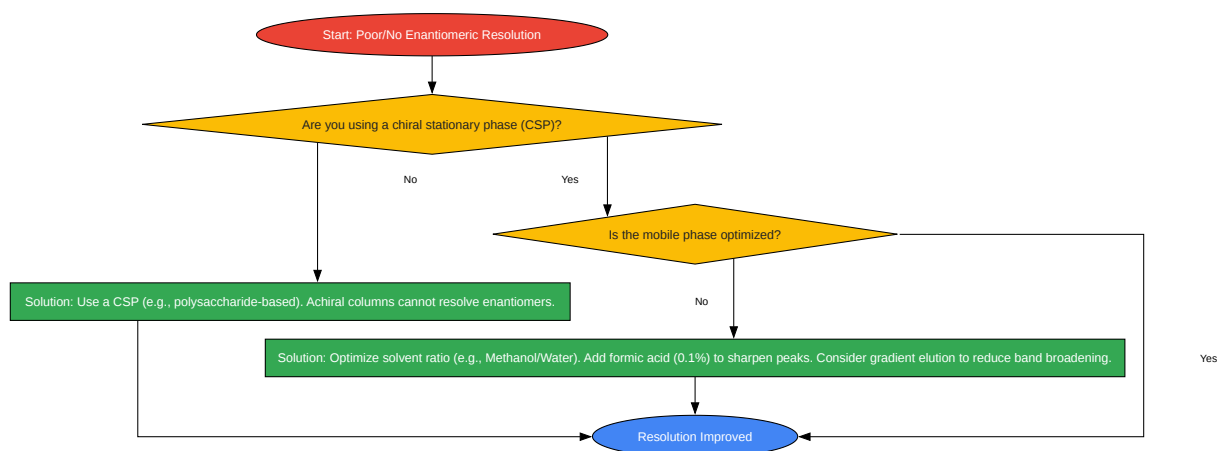 Start: Poor/No Enantiomeric Resolution
Are you using a chiral stationary phase (CSP)?
No
Yes
Is the mobile phase optimized?
Solution: Use a CSP (e.g., polysaccharide-based). Achiral columns cannot resolve enantiomers.
No
Solution: Optimize solvent ratio (e.g., Methanol/Water). Add formic acid (0.1%) to sharpen peaks. Consider gradient elution to reduce band broadening.
Yes
Resolution Improved